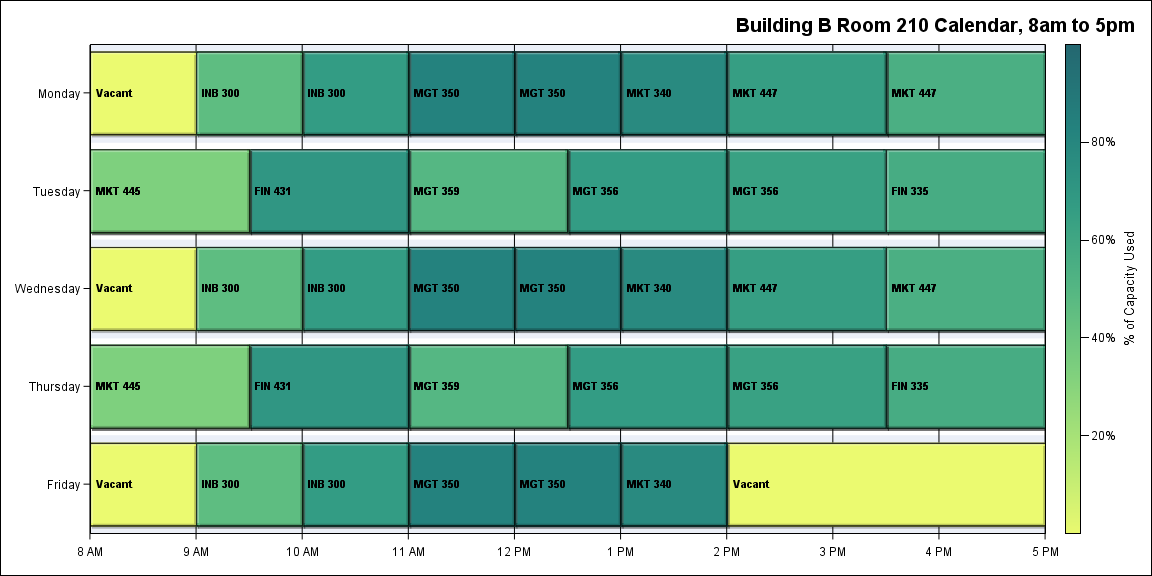 Building B Room 210 Calendar, 8am to 5pm
Monday
Vacant
INB 300
INB 300
MGT 350
MGT 350
MKT 340
MKT 447
MKT 447
Tuesday
MKT 445
FIN 431
MGT 359
MGT 356
MGT 356
FIN 335
Wednesday
Vacant
INB 300
INB 300
MGT 350
MGT 350
MKT 340
MKT 447
MKT 447
Thursday
MKT 445
FIN 431
MGT 359
MGT 356
MGT 356
FIN 335
Friday
Vacant
INB 300
INB 300
MGT 350
MGT 350
MKT 340
Vacant
8 AM
9 AM
10 AM
11 AM
12 PM
1 PM
2 PM
3 PM
4 PM
5 PM
80%
60%
40%
20%
% of Capacity Used